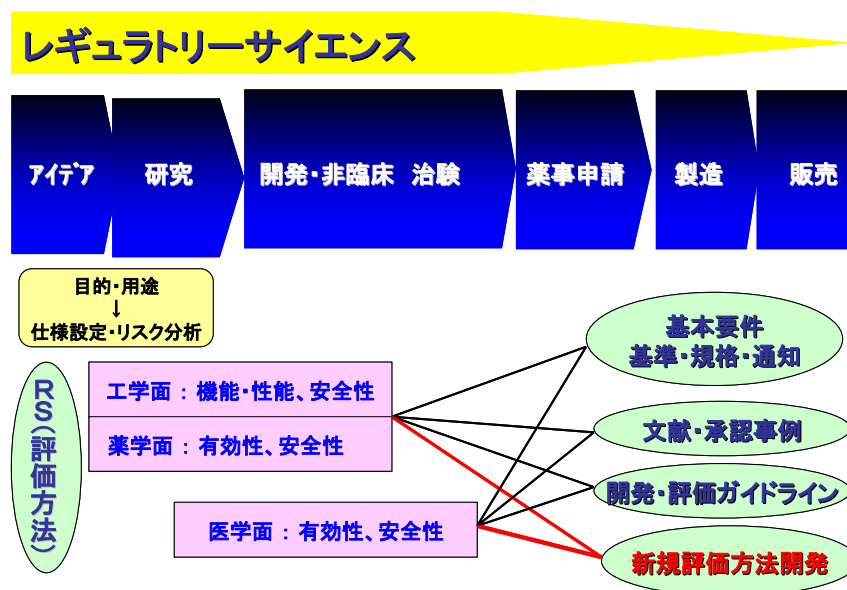 レギュラトリーサイエンス
ｱｲﾃﾞｱ
研究
開発・非臨床 治験
薬事申請
製造
販売
目的・用途
↓
仕様設定・リスク分析
ＲＳ（評価方法）
工学面：機能・性能、安全性
薬学面：有効性、安全性
医学面：有効性、安全性
基本要件
基準・規格・通知
文献・承認事例
開発・評価ガイドライン
新規評価方法開発